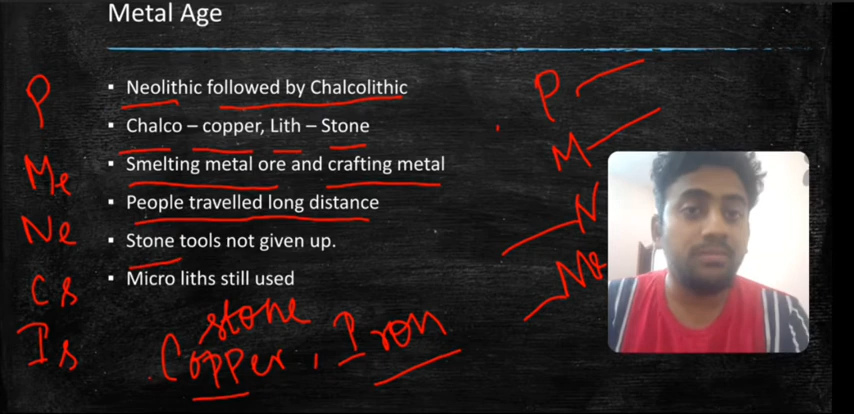 Metal Age
▪ Neolithic followed by Chalcolithic
▪ Chalco – copper, Lith – Stone
▪ Smelting metal ore and crafting metal
▪ People travelled long distance
▪ Stone tools not given up.
▪ Micro liths still used
P
Me
Ne
Cs
Is
stone
Copper, Iron
P
M
N
Me